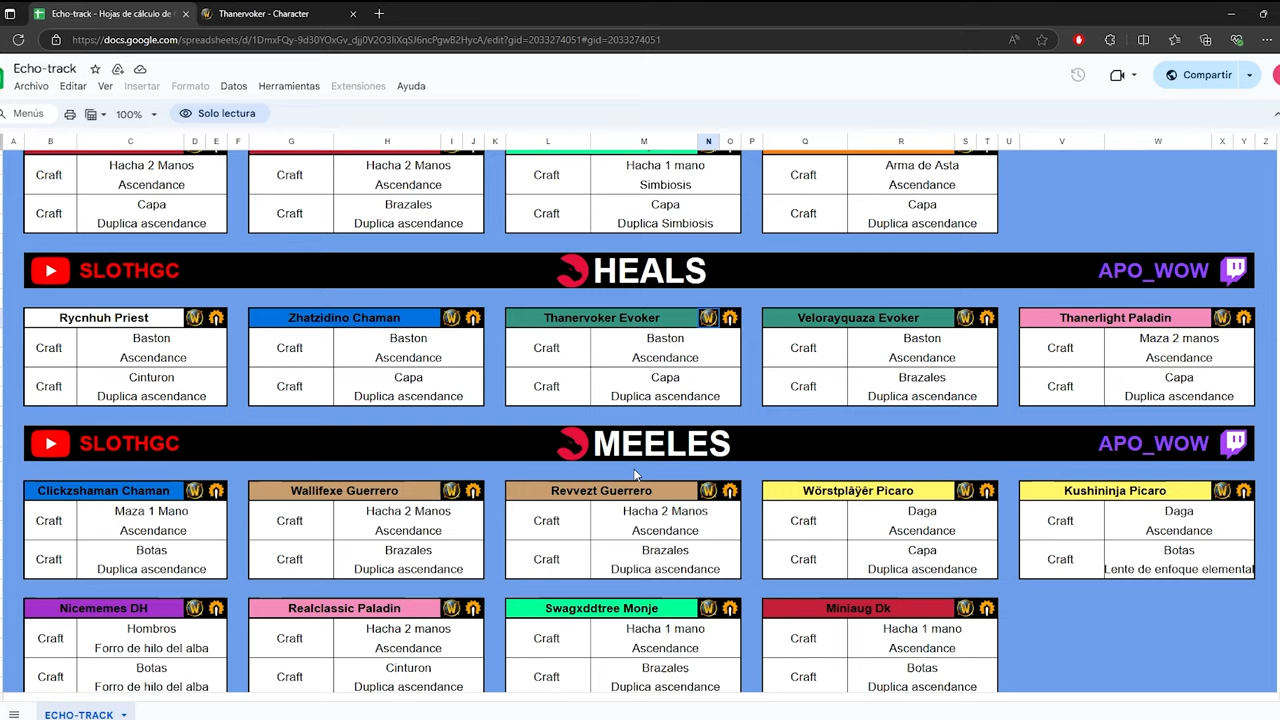 Echo-track - Hojas de cálculo de
Thanervoker - Character
https://docs.google.com/spreadsheets/d/1DmxFQy-9d30YOxGv_djj0V2O3IiXqSJ6ncPgwB2HycA/edit?gid=2033274051#gid=2033274051
Echo-track
Compartir
Archivo Editar Ver Insertar Formato Datos Herramientas Extensiones Ayuda
Menús 100% Solo lectura
A B C D E F G H I J K L M N O P Q R S T U V W X Y Z
Craft Hacha 2 Manos Ascendance Craft Hacha 2 Manos Ascendance Craft Hacha 1 mano Simbiosis Craft Arma de Asta Ascendance
Craft Capa Duplica ascendance Craft Brazales Duplica ascendance Craft Capa Duplica Simbiosis Craft Capa Duplica ascendance
SLOTHGC HEALS APO_WOW
Rycnhuh Priest Zhatzidino Chaman Thanervoker Evoker Velorayquaza Evoker Thanerlight Paladin
Craft Baston Ascendance Craft Baston Ascendance Craft Baston Ascendance Craft Baston Ascendance Craft Maza 2 manos Ascendance
Craft Cinturon Duplica ascendance Craft Capa Duplica ascendance Craft Capa Duplica ascendance Craft Brazales Duplica ascendance Craft Capa Duplica ascendance
SLOTHGC MEELES APO_WOW
Clickzshaman Chaman Wallifexe Guerrero Revvezt Guerrero Wörstplâÿêr Picaro Kushininja Picaro
Craft Maza 1 Mano Ascendance Craft Hacha 2 Manos Ascendance Craft Hacha 2 Manos Ascendance Craft Daga Ascendance Craft Daga Ascendance
Craft Botas Duplica ascendance Craft Brazales Duplica ascendance Craft Brazales Duplica ascendance Craft Capa Duplica ascendance Craft Botas Lente de enfoque elemental
Nicememes DH Realclassic Paladin Swagxddtree Monje Miniaug Dk
Craft Hombros Forro de hilo del alba Craft Hacha 2 manos Ascendance Craft Hacha 1 mano Ascendance Craft Hacha 1 mano Ascendance
Craft Botas Forro de hilo del alba Craft Cinturon Duplica ascendance Craft Brazales Duplica ascendance Craft Botas Duplica ascendance
ECHO-TRACK